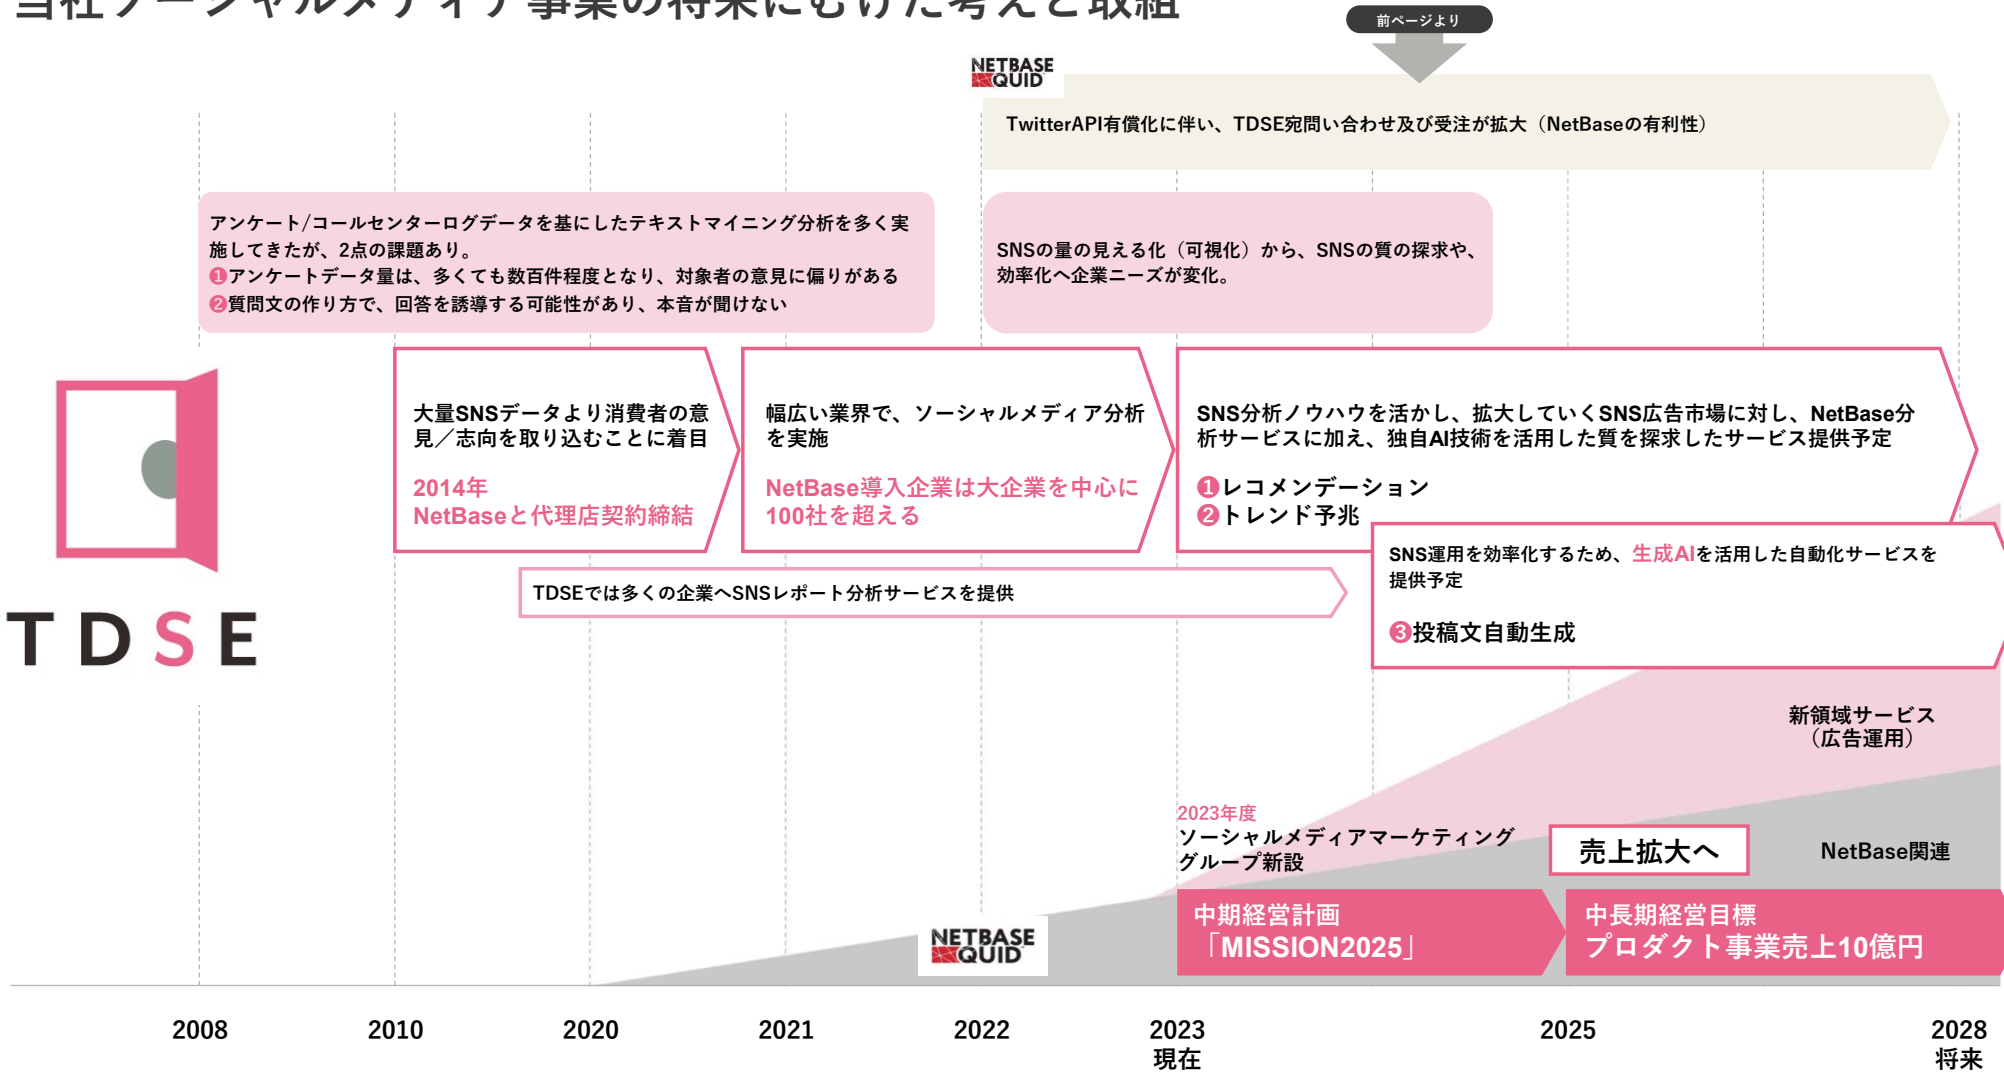 当社ソーシャルメディア事業の将来にむけた考えと取組
前ページより
NETBASE
QUID
TwitterAPI有償化に伴い、TDSE宛問い合わせ及び受注が拡大（NetBaseの有利性）
アンケート/コールセンターログデータを基にしたテキストマイニング分析を多く実
施してきたが、2点の課題あり。
❶アンケートデータ量は、多くても数百件程度となり、対象者の意見に偏りがある
❷質問文の作り方で、回答を誘導する可能性があり、本音が聞けない
SNSの量の見える化（可視化）から、SNSの質の探求や、
効率化へ企業ニーズが変化。
TDSE
大量SNSデータより消費者の意
見／志向を取り込むことに着目
2014年
NetBaseと代理店契約締結
幅広い業界で、ソーシャルメディア分析
を実施
NetBase導入企業は大企業を中心に
100社を超える
SNS分析ノウハウを活かし、拡大していくSNS広告市場に対し、NetBase分
析サービスに加え、独自AI技術を活用した質を探求したサービス提供予定
❶レコメンデーション
❷トレンド予兆
SNS運用を効率化するため、生成AIを活用した自動化サービスを
提供予定
❸投稿文自動生成
TDSEでは多くの企業へSNSレポート分析サービスを提供
新領域サービス
（広告運用）
2023年度
ソーシャルメディアマーケティング
グループ新設
売上拡大へ
NetBase関連
NETBASE
QUID
中期経営計画
「MISSION2025」
中長期経営目標
プロダクト事業売上10億円
2008
2010
2020
2021
2022
2023
現在
2025
2028
将来